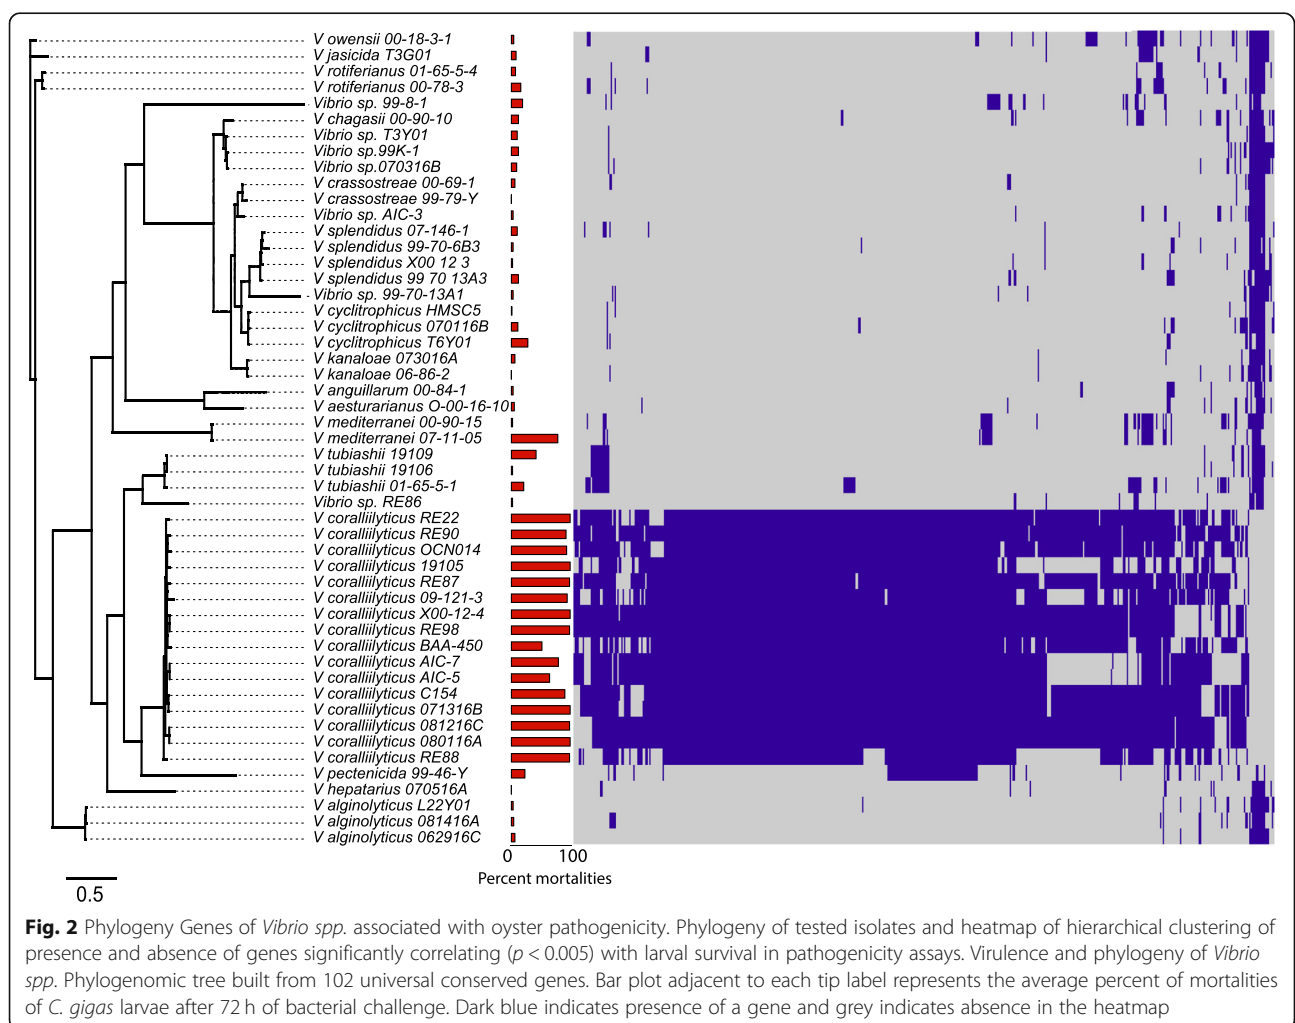 V owensii 00-18-3-1
V jasicida T3G01
V rotiferianus 01-65-5-4
V rotiferianus 00-78-3
Vibrio sp. 99-8-1
V chagasii 00-90-10
Vibrio sp. T3Y01
Vibrio sp.99K-1
Vibrio sp.070316B
V crassostreae 00-69-1
V crassostreae 99-79-Y
Vibrio sp. AIC-3
V splendidus 07-146-1
V splendidus 99-70-6B3
V splendidus X00 12 3
V splendidus 99 70 13A3
Vibrio sp. 99-70-13A1
V cyclitrophicus HMSC5
V cyclitrophicus 070116B
V cyclitrophicus T6Y01
V kanaloae 073016A
V kanaloae 06-86-2
V anguillarum 00-84-1
V aesturarianus O-00-16-10
V mediterranei 00-90-15
V mediterranei 07-11-05
V tubiashii 19109
V tubiashii 19106
V tubiashii 01-65-5-1
Vibrio sp. RE86
V coralliilyticus RE22
V coralliilyticus RE90
V coralliilyticus OCN014
V coralliilyticus 19105
V coralliilyticus RE87
V coralliilyticus 09-121-3
V coralliilyticus X00-12-4
V coralliilyticus RE98
V coralliilyticus BAA-450
V coralliilyticus AIC-7
V coralliilyticus AIC-5
V coralliilyticus C154
V coralliilyticus 071316B
V coralliilyticus 081216C
V coralliilyticus 080116A
V coralliilyticus RE88
V pectenicida 99-46-Y
V hepatarius 070516A
V alginolyticus L22Y01
V alginolyticus 081416A
V alginolyticus 062916C
0 100
Percent mortalities
0.5
Fig. 2 Phylogeny Genes of Vibrio spp. associated with oyster pathogenicity. Phylogeny of tested isolates and heatmap of hierarchical clustering of
presence and absence of genes significantly correlating (p < 0.005) with larval survival in pathogenicity assays. Virulence and phylogeny of Vibrio
spp. Phylogenomic tree built from 102 universal conserved genes. Bar plot adjacent to each tip label represents the average percent of mortalities
of C. gigas larvae after 72 h of bacterial challenge. Dark blue indicates presence of a gene and grey indicates absence in the heatmap